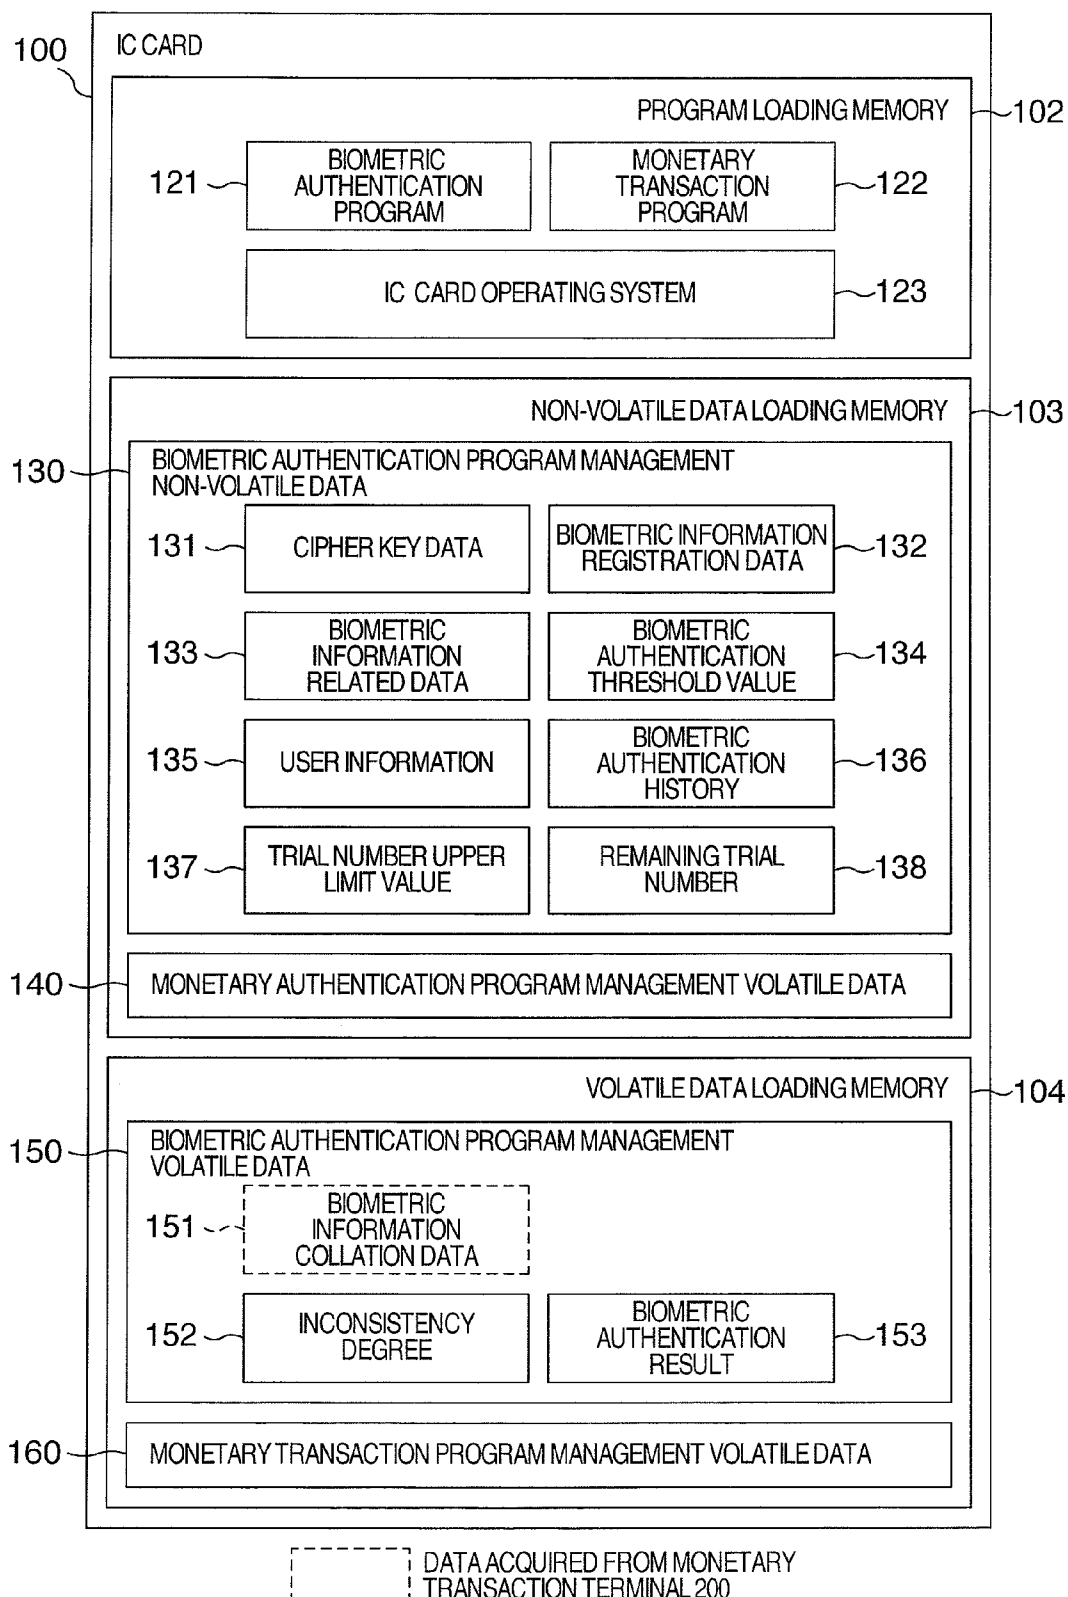 100
IC CARD
PROGRAM LOADING MEMORY
102
121
BIOMETRIC
AUTHENTICATION
PROGRAM
MONETARY
TRANSACTION
PROGRAM
122
IC CARD OPERATING SYSTEM
123
NON-VOLATILE DATA LOADING MEMORY
103
130
BIOMETRIC AUTHENTICATION PROGRAM MANAGEMENT
NON-VOLATILE DATA
131
CIPHER KEY DATA
BIOMETRIC INFORMATION
REGISTRATION DATA
132
133
BIOMETRIC
INFORMATION
RELATED DATA
BIOMETRIC
AUTHENTICATION
THRESHOLD VALUE
134
135
USER INFORMATION
BIOMETRIC
AUTHENTICATION
HISTORY
136
137
TRIAL NUMBER UPPER
LIMIT VALUE
REMAINING TRIAL
NUMBER
138
140
MONETARY AUTHENTICATION PROGRAM MANAGEMENT VOLATILE DATA
VOLATILE DATA LOADING MEMORY
104
150
BIOMETRIC AUTHENTICATION PROGRAM MANAGEMENT
VOLATILE DATA
151
BIOMETRIC
INFORMATION
COLLATION DATA
152
INCONSISTENCY
DEGREE
BIOMETRIC
AUTHENTICATION
RESULT
153
160
MONETARY TRANSACTION PROGRAM MANAGEMENT VOLATILE DATA
DATA ACQUIRED FROM MONETARY
TRANSACTION TERMINAL 200